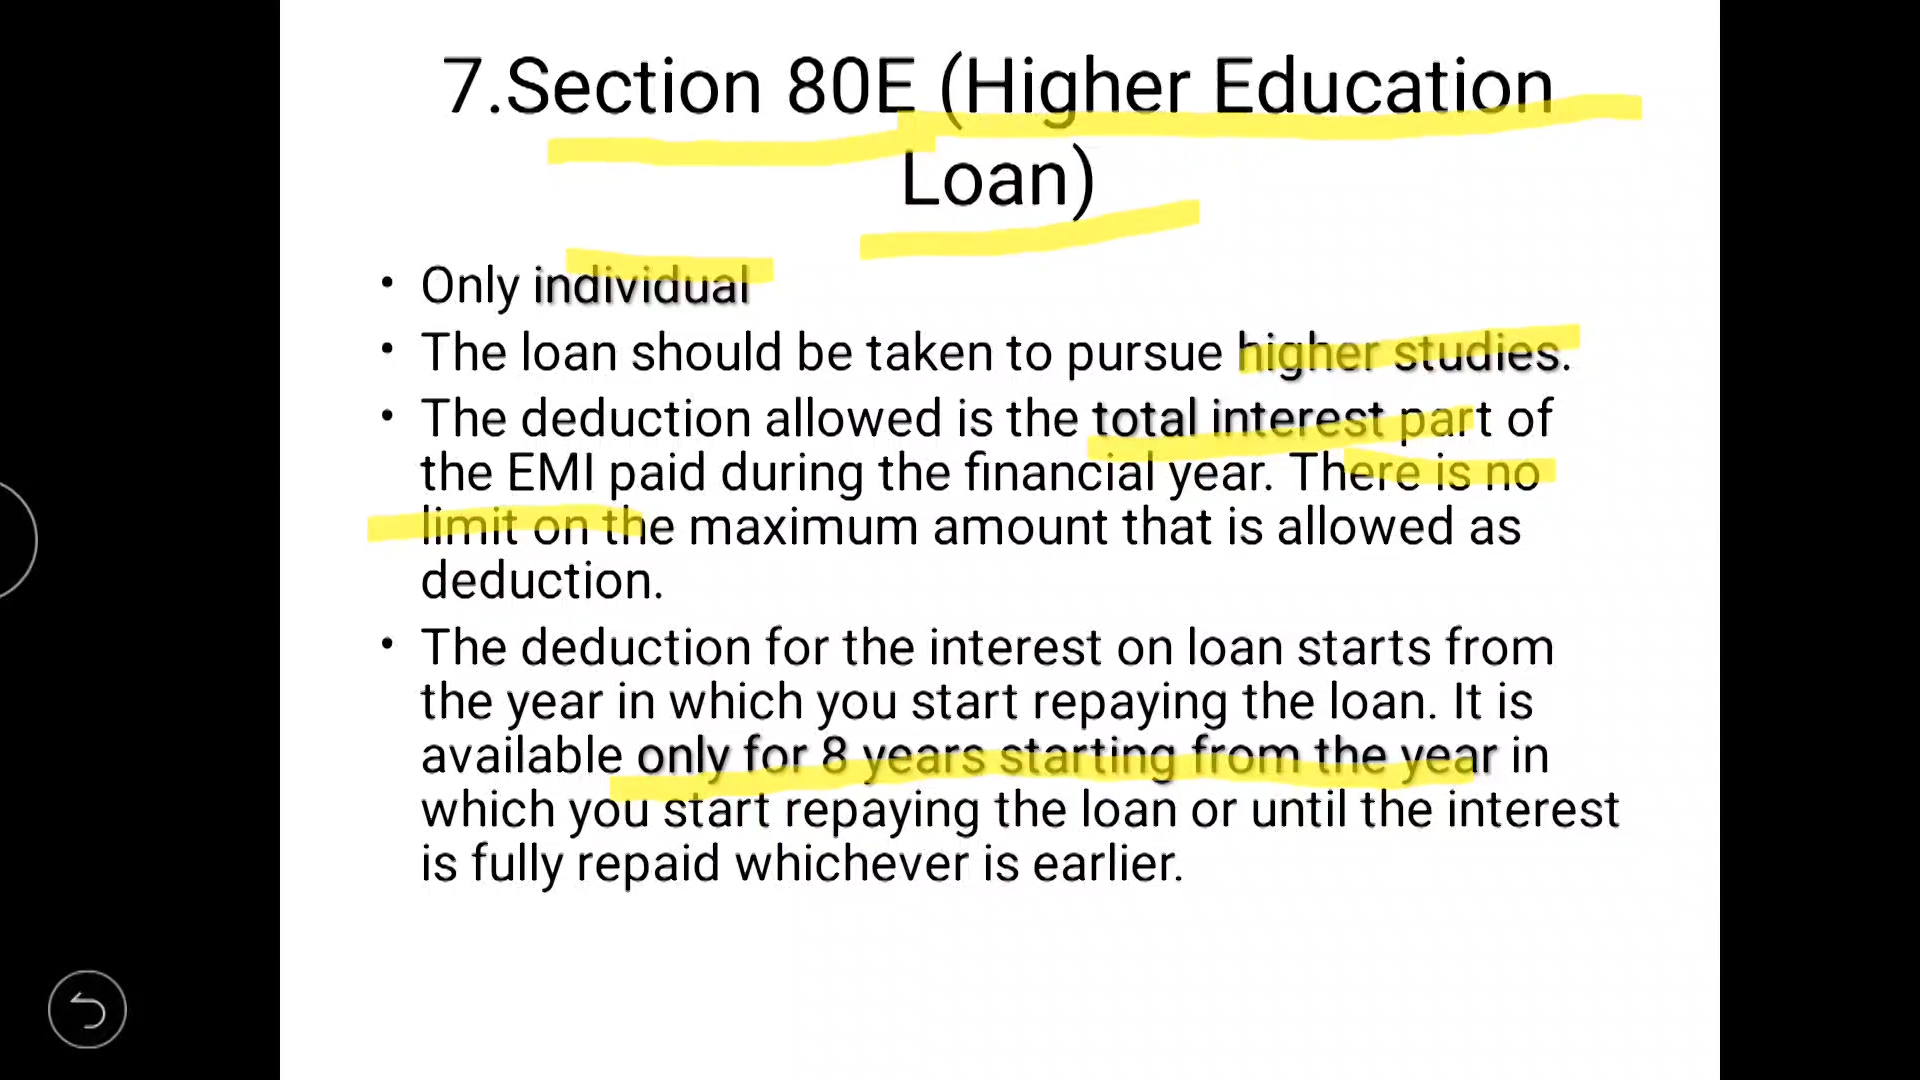 7.Section 80E (Higher Education
Loan)
• Only individual
• The loan should be taken to pursue higher studies.
• The deduction allowed is the total interest part of
the EMI paid during the financial year. There is no
limit on the maximum amount that is allowed as
deduction.
• The deduction for the interest on loan starts from
the year in which you start repaying the loan. It is
available only for 8 years starting from the year in
which you start repaying the loan or until the interest
is fully repaid whichever is earlier.